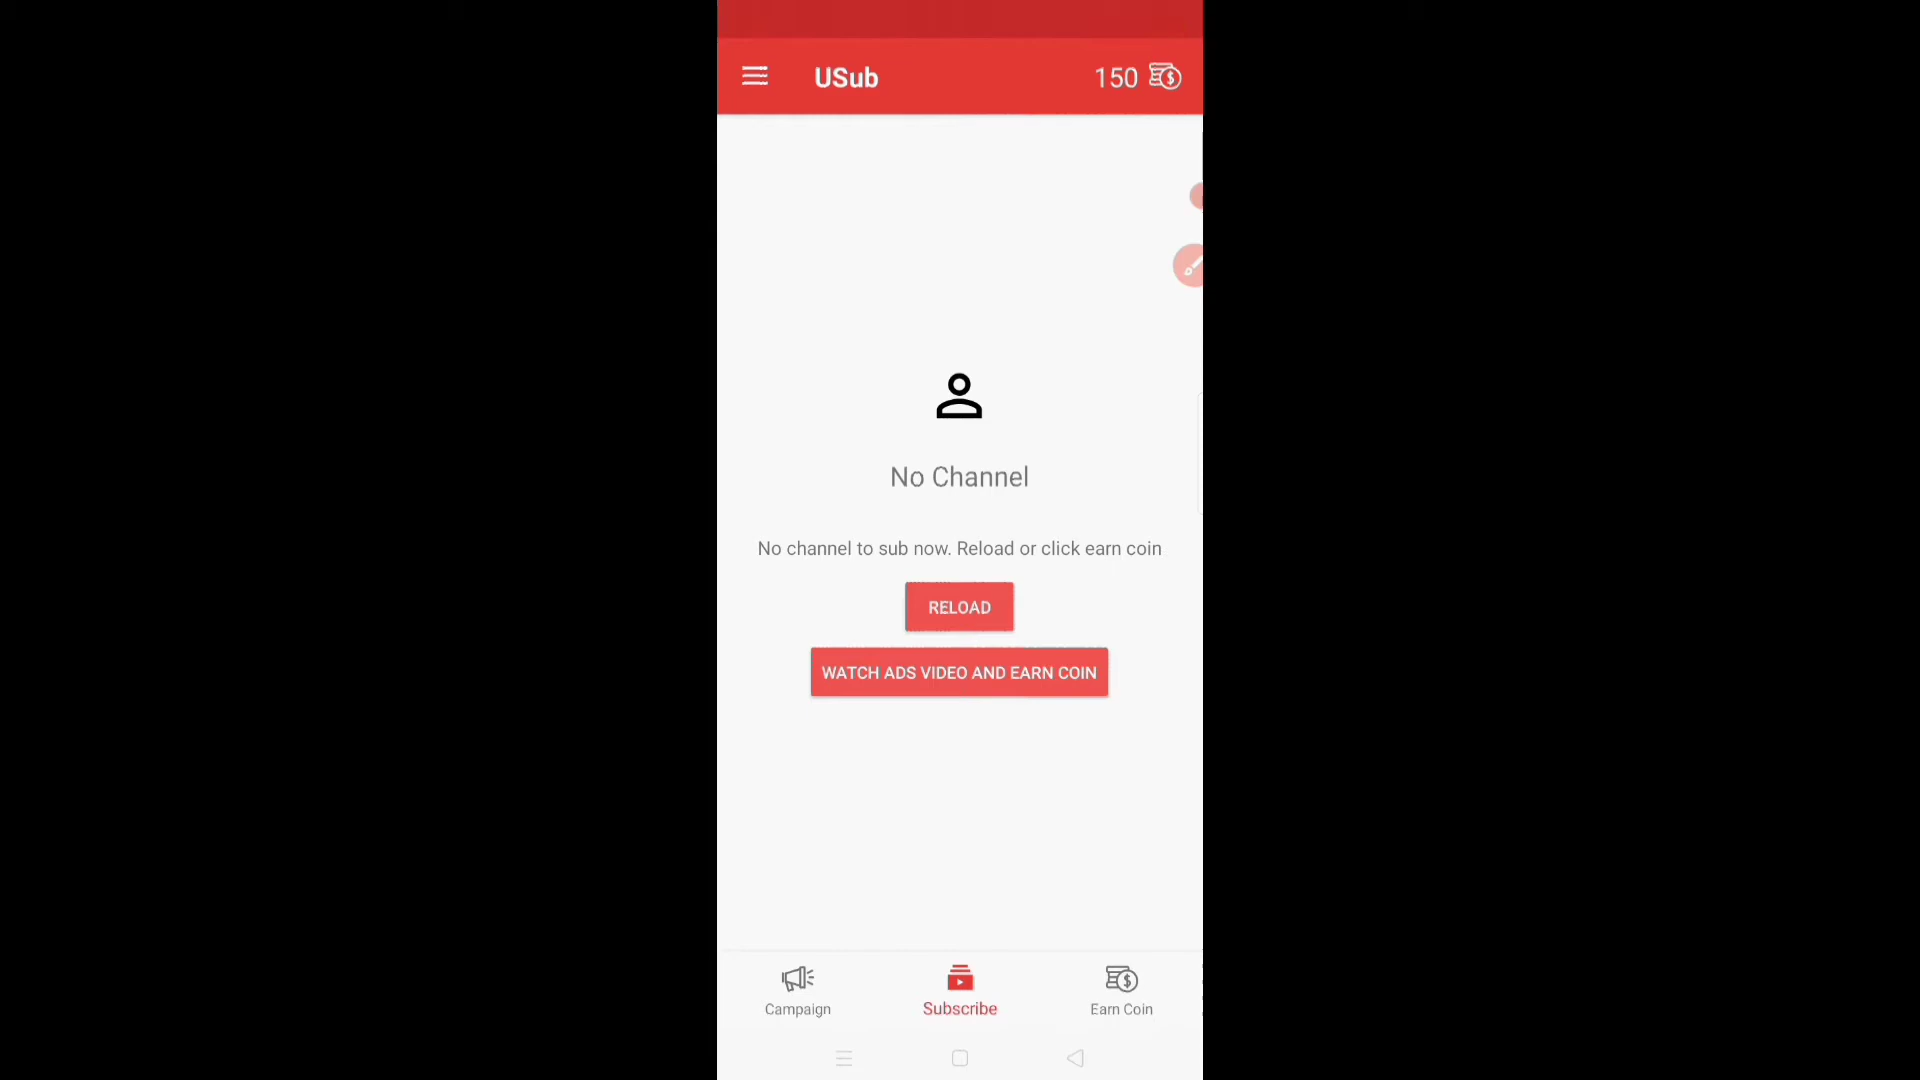 USub
150
No Channel
No channel to sub now. Reload or click earn coin
RELOAD
WATCH ADS VIDEO AND EARN COIN
Campaign
Subscribe
Earn Coin